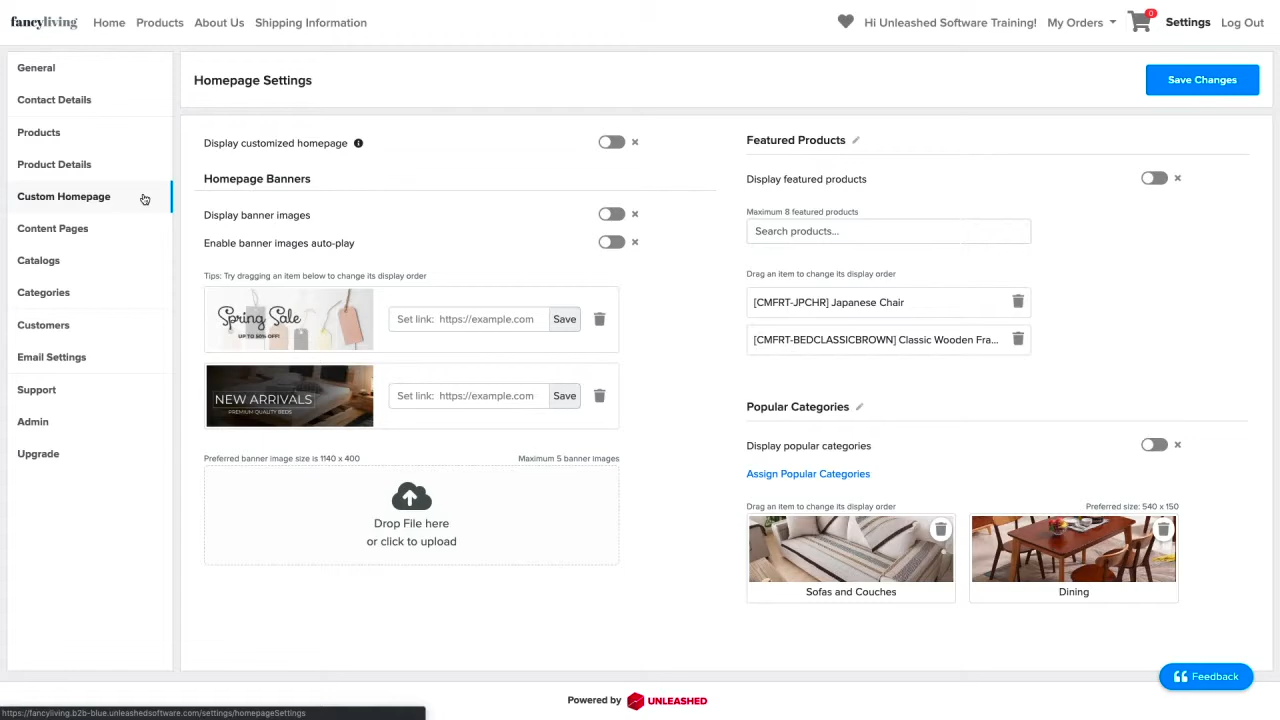 fancyliving Home Products About Us Shipping Information Hi Unleashed Software Training! My Orders 0 Settings Log Out
General
Contact Details
Products
Product Details
Custom Homepage
Content Pages
Catalogs
Categories
Customers
Email Settings
Support
Admin
Upgrade
Homepage Settings
Save Changes
Display customized homepage
Homepage Banners
Display banner images
Enable banner images auto-play
Tips: Try dragging an item below to change its display order
Spring Sale
UP TO 50% OFF!
Set link: https://example.com Save
NEW ARRIVALS
PREMIUM QUALITY BEDS
Set link: https://example.com Save
Preferred banner image size is 1140 x 400 Maximum 5 banner images
Drop File here
or click to upload
Featured Products
Display featured products
Maximum 8 featured products
Search products...
Drag an item to change its display order
[CMFRT-JPCHR] Japanese Chair
[CMFRT-BEDCLASSICBROWN] Classic Wooden Fra...
Popular Categories
Display popular categories
Assign Popular Categories
Drag an item to change its display order Preferred size: 540 x 150
Sofas and Couches Dining
Feedback
Powered by UNLEASHED
https://fancyliving.b2b-blue.unleashedsoftware.com/settings/homepageSettings